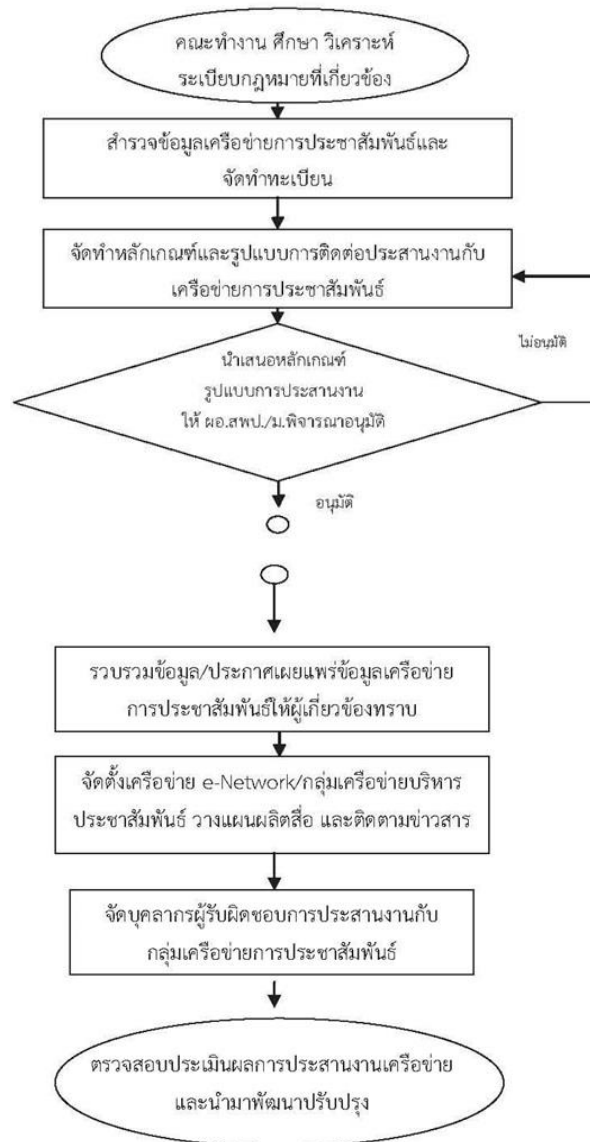 คณะทำงาน ศึกษา วิเคราะห์
ระเบียบกฎหมายที่เกี่ยวข้อง
สำรวจข้อมูลเครือข่ายการประชาสัมพันธ์และ
จัดทำทะเบียน
จัดทำหลักเกณฑ์และรูปแบบการติดต่อประสานงานกับ
เครือข่ายการประชาสัมพันธ์
นำเสนอหลักเกณฑ์
รูปแบบการประสานงาน
ให้ ผอ.สพป./ม.พิจารณาอนุมัติ
ไม่อนุมัติ
อนุมัติ
รวบรวมข้อมูล/ประกาศเผยแพร่ข้อมูลเครือข่าย
การประชาสัมพันธ์ให้ผู้เกี่ยวข้องทราบ
จัดตั้งเครือข่าย e-Network/กลุ่มเครือข่ายบริหาร
ประชาสัมพันธ์ วางแผนผลิตสื่อ และติดตามข่าวสาร
จัดบุคลากรผู้รับผิดชอบการประสานงานกับ
กลุ่มเครือข่ายการประชาสัมพันธ์
ตรวจสอบประเมินผลการประสานงานเครือข่าย
และนำมาพัฒนาปรับปรุง